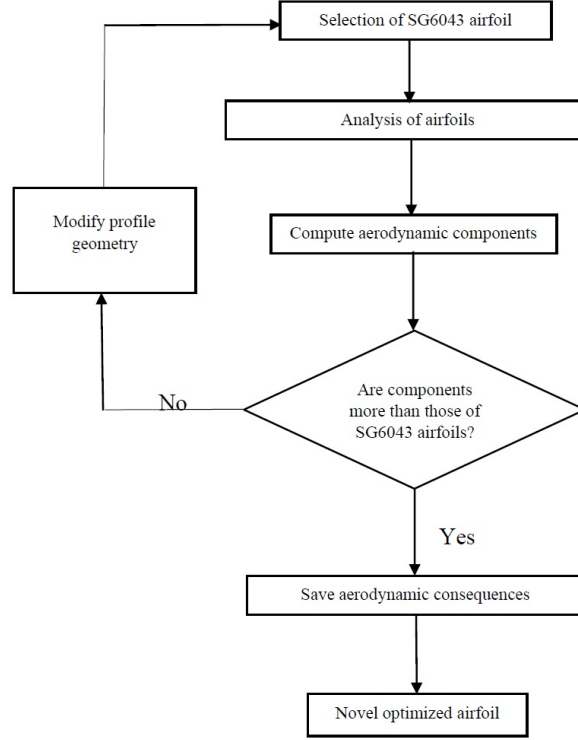 Selection of SG6043 airfoil
Analysis of airfoils
Modify profile
geometry
Compute aerodynamic components
Are components
more than those of
SG6043 airfoils?
No
Yes
Save aerodynamic consequences
Novel optimized airfoil